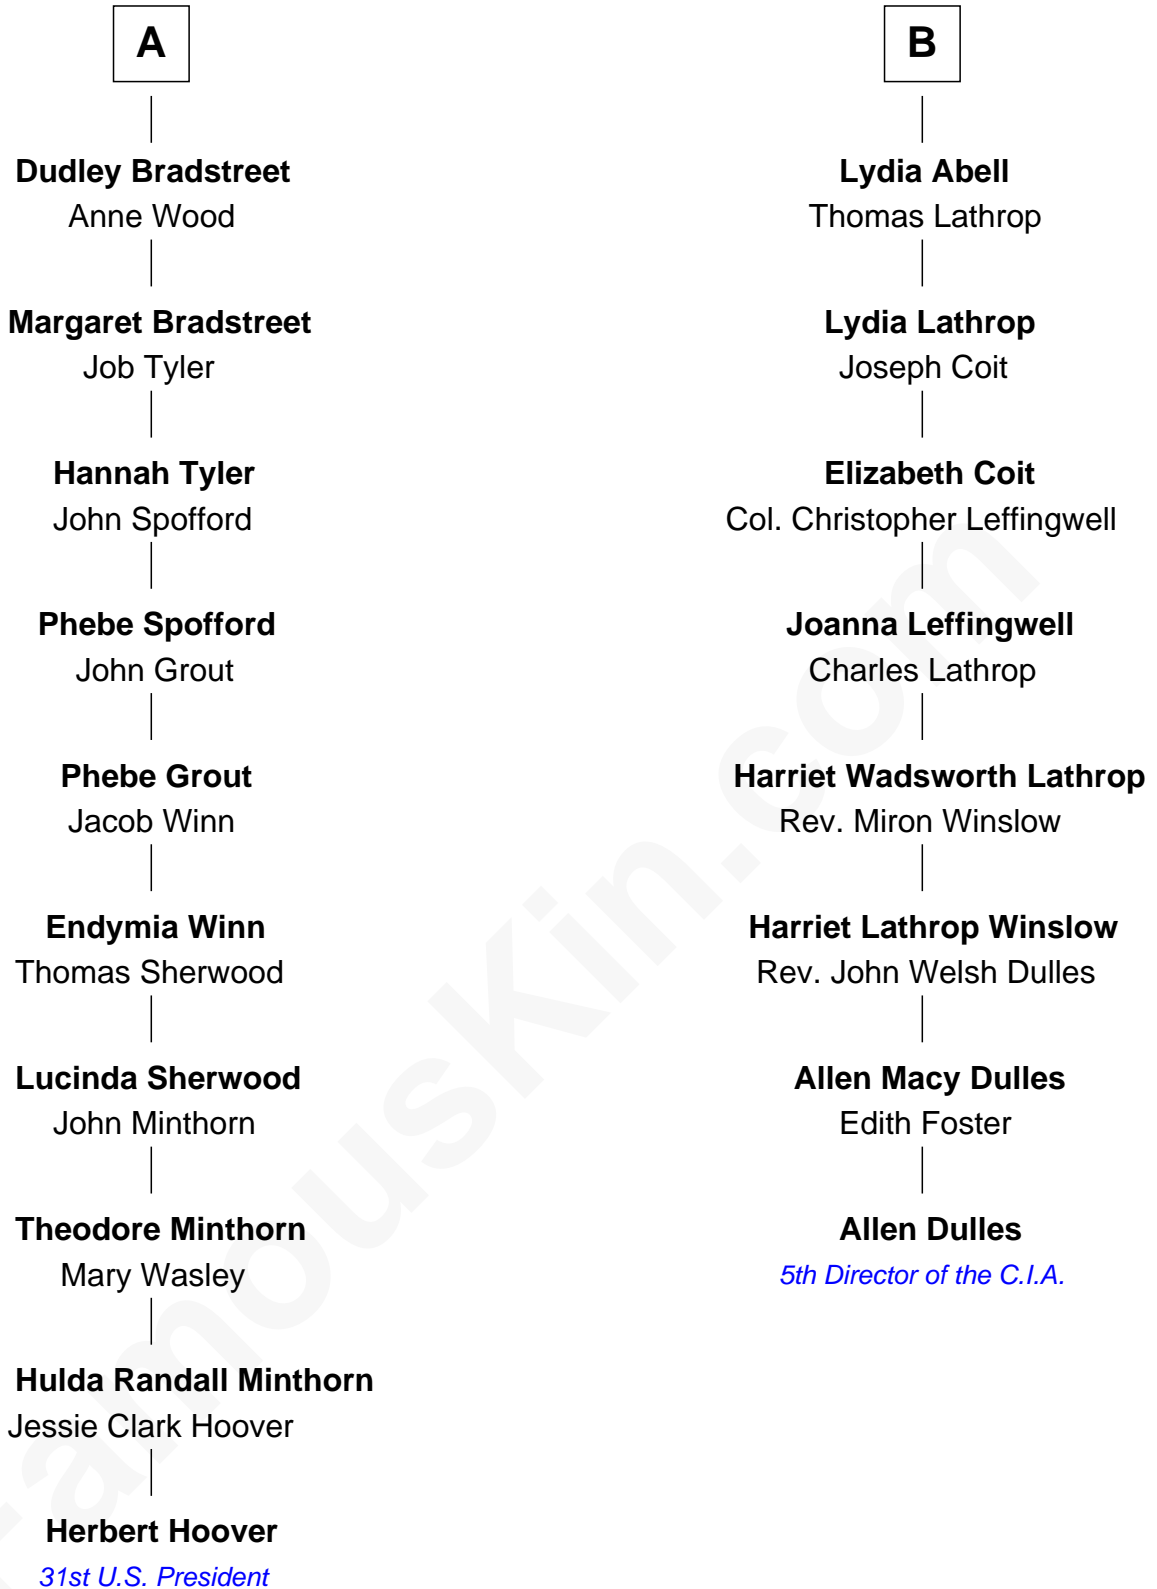 A
Dudley Bradstreet
Anne Wood
Margaret Bradstreet
Job Tyler
Hannah Tyler
John Spofford
Phebe Spofford
John Grout
Phebe Grout
Jacob Winn
Endymia Winn
Thomas Sherwood
Lucinda Sherwood
John Minthorn
Theodore Minthorn
Mary Wasley
Hulda Randall Minthorn
Jessie Clark Hoover
Herbert Hoover
31st U.S. President
B
Lydia Abell
Thomas Lathrop
Lydia Lathrop
Joseph Coit
Elizabeth Coit
Col. Christopher Leffingwell
Joanna Leffingwell
Charles Lathrop
Harriet Wadsworth Lathrop
Rev. Miron Winslow
Harriet Lathrop Winslow
Rev. John Welsh Dulles
Allen Macy Dulles
Edith Foster
Allen Dulles
5th Director of the C.I.A.
FamousKin.com